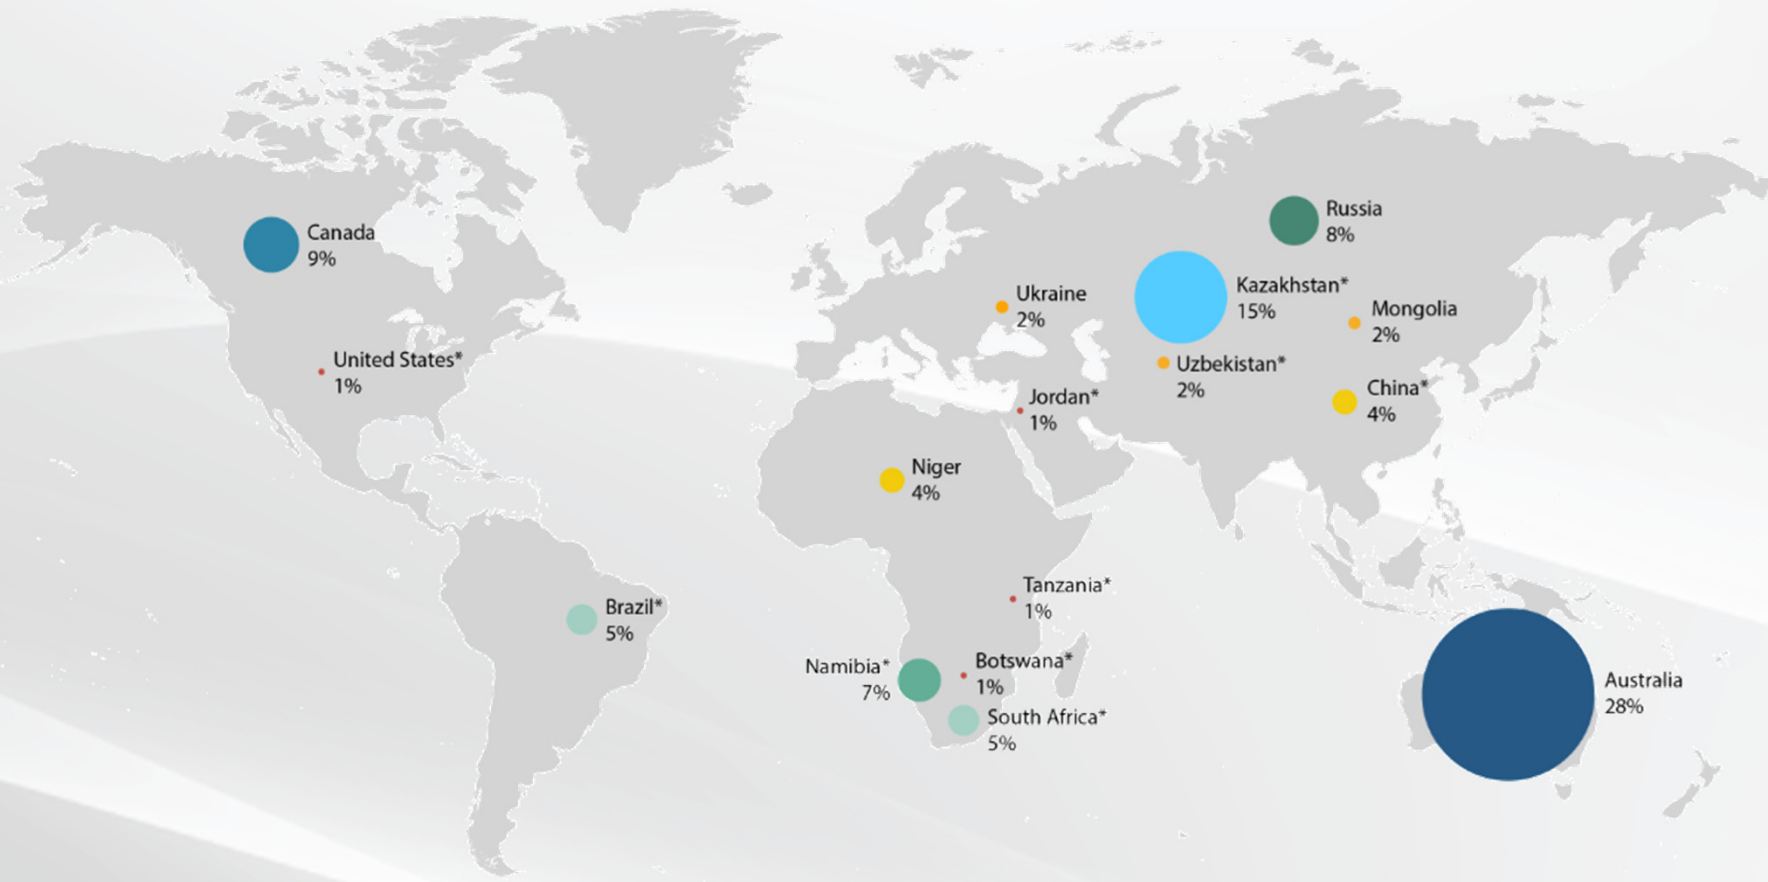 Canada
9%
United States*
1%
Brazil*
5%
Ukraine
2%
Russia
8%
Kazakhstan*
15%
Mongolia
2%
Uzbekistan*
2%
China*
4%
Jordan*
1%
Niger
4%
Tanzania*
1%
Namibia*
7%
Botswana*
1%
South Africa*
5%
Australia
28%